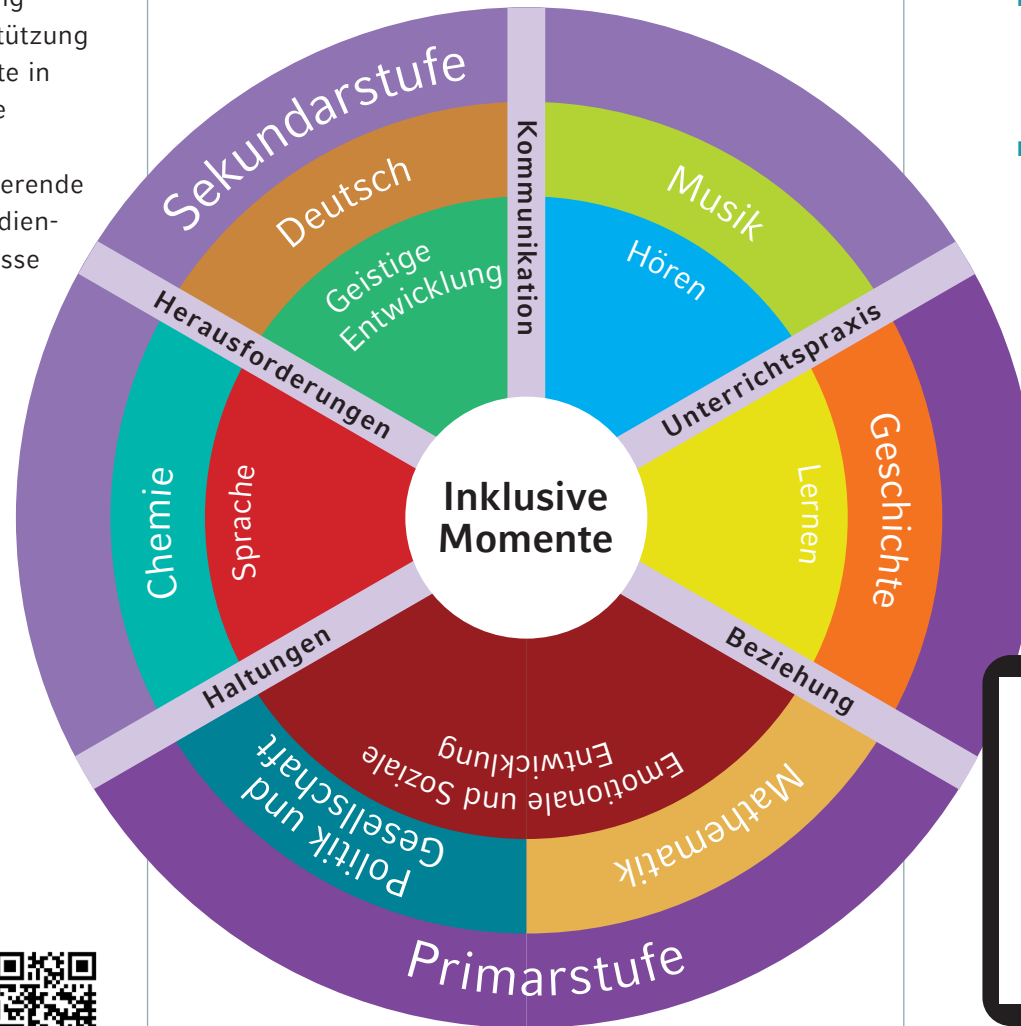 tützung
te in
e
erende
dien-
sse
Sekundarstufe
Deutsch
Geistige
Entwicklung
Kommunikation
Musik
Hören
Herausforderungen
Unterrichtspraxis
Chemie
Sprache
Inklusive
Momente
Lernen
Geschichte
Haltungen
Beziehung
Politik und
Gesellschaft
Emotionale und Soziale
Entwicklung
Mathematik
Primarstufe